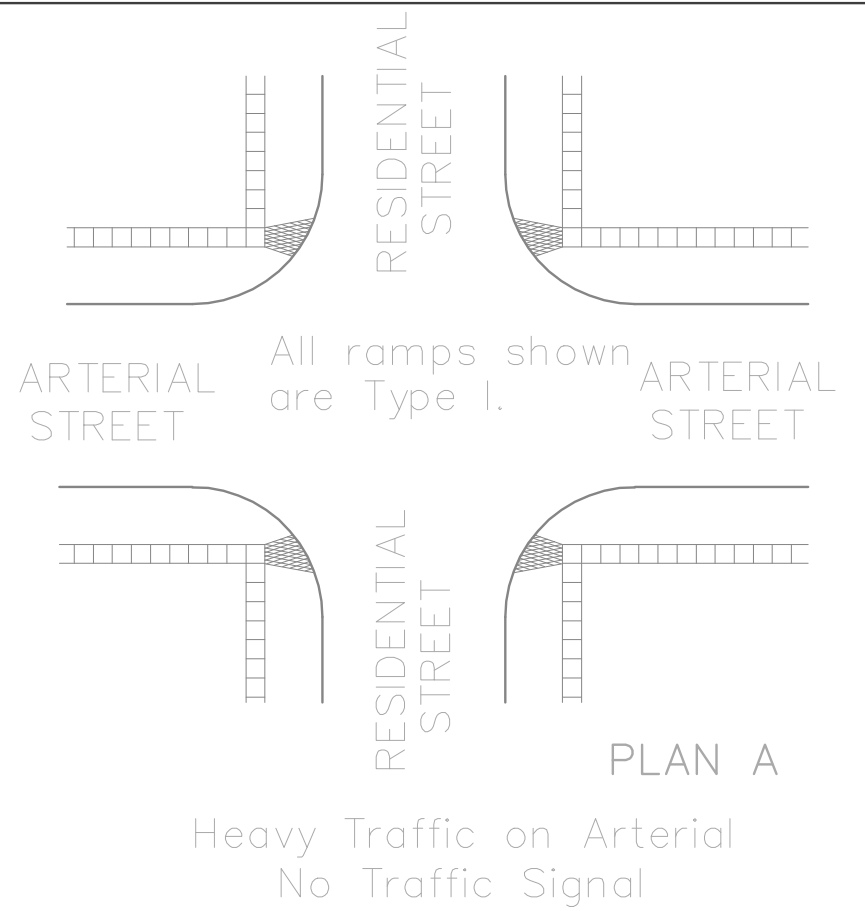 RESIDENTIAL
STREET
All ramps shown
are Type I.
ARTERIAL
STREET
ARTERIAL
STREET
RESIDENTIAL
STREET
PLAN A
Heavy Traffic on Arterial
No Traffic Signal